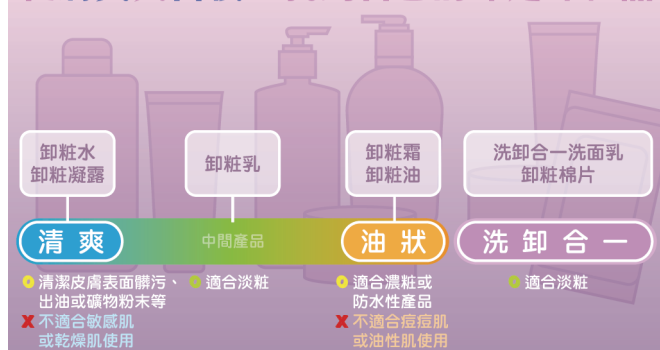 卸粧水
卸粧凝露
卸粧乳
卸粧霜
卸粧油
洗卸合一洗面乳
卸粧棉片
清爽
中間產品
油狀
洗卸合一
清潔皮膚表面髒污、
出油或礦物粉末等
X 不適合敏感肌
或乾燥肌使用
適合淡粧
適合濃粧或
防水性產品
X 不適合痘痘肌
或油性肌使用
適合淡粧